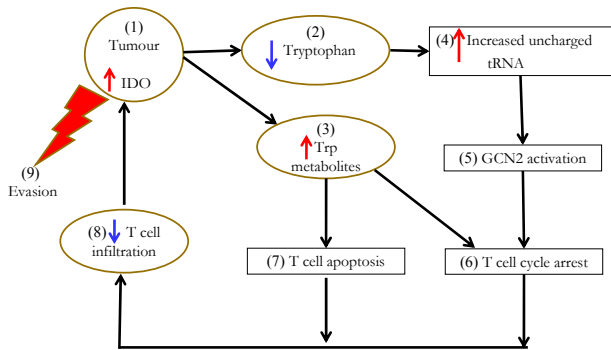 (1)
Tumour
IDO
(2)
Tryptophan
(4) Increased uncharged
tRNA
(3)
Trp
metabolites
(5) GCN2 activation
(9)
Evasion
(8) T cell
infiltration
(7) T cell apoptosis
(6) T cell cycle arrest